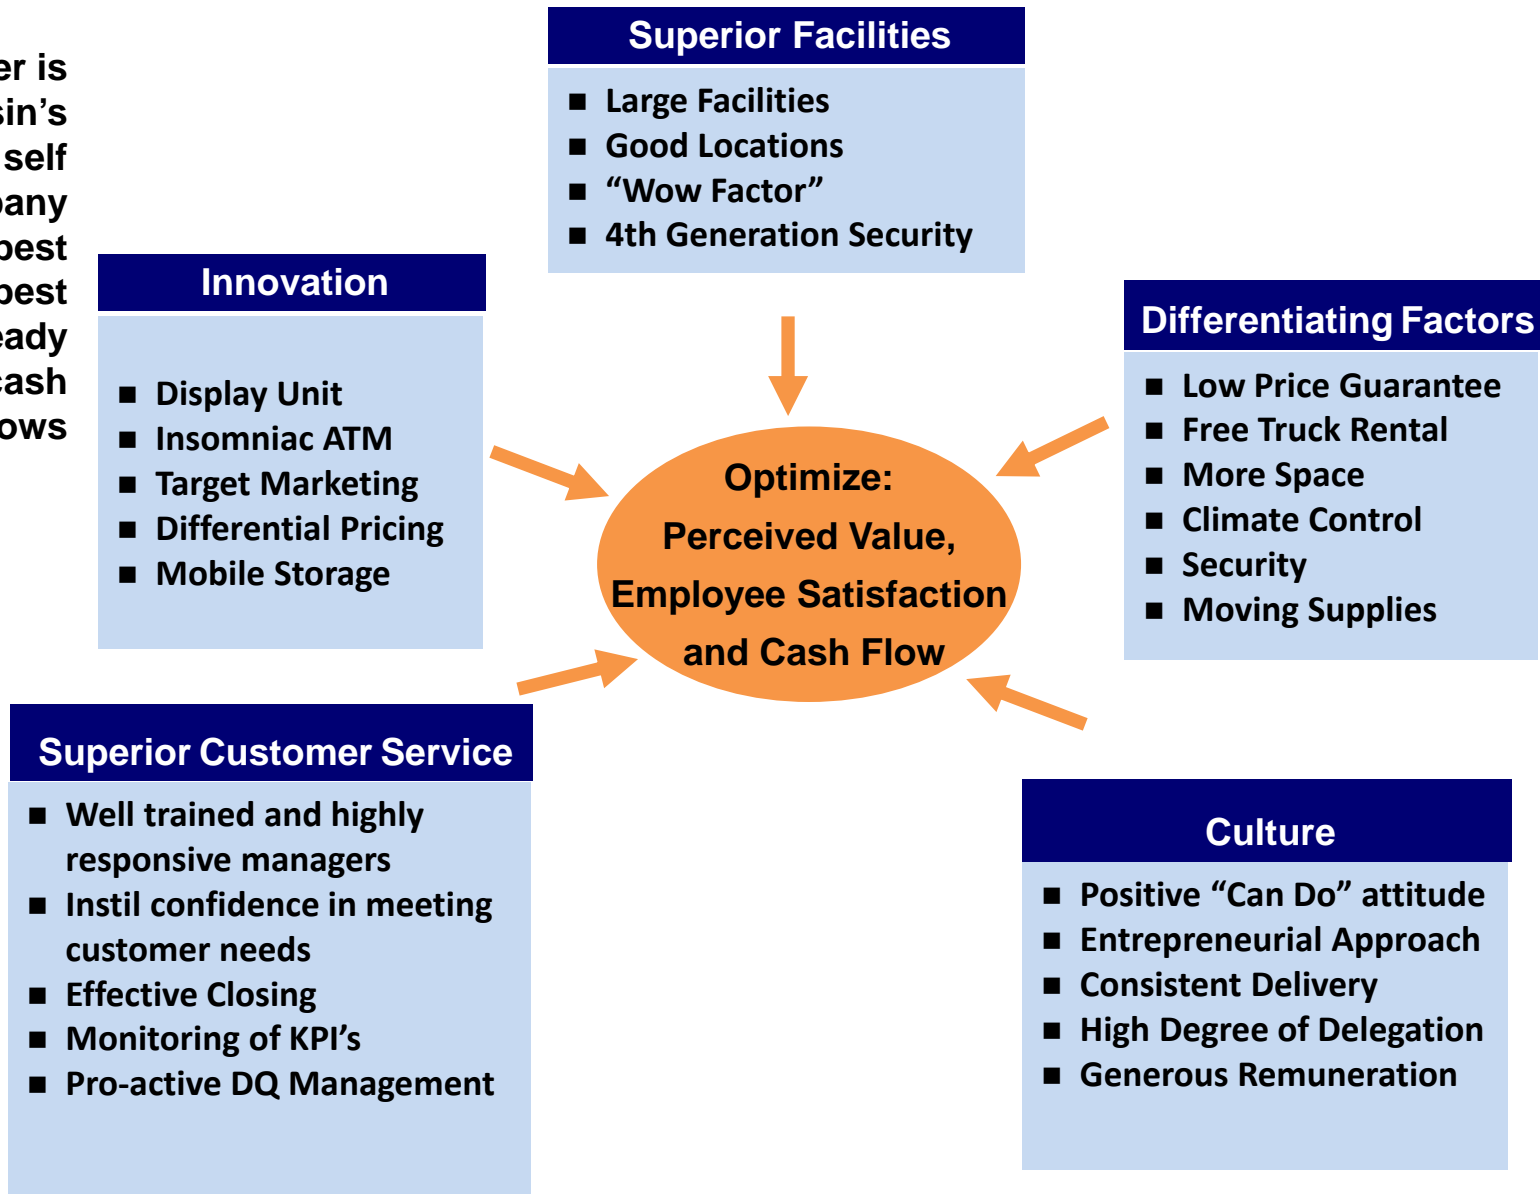 Superior Facilities
■ Large Facilities
■ Good Locations
■ “Wow Factor”
■ 4th Generation Security
er is
sin’s
self
pany
best
best
eady
cash
ows
Innovation
■ Display Unit
■ Insomniac ATM
■ Target Marketing
■ Differential Pricing
■ Mobile Storage
Differentiating Factors
■ Low Price Guarantee
■ Free Truck Rental
■ More Space
■ Climate Control
■ Security
■ Moving Supplies
Optimize:
Perceived Value,
Employee Satisfaction
and Cash Flow
Superior Customer Service
■ Well trained and highly
responsive managers
■ Instil confidence in meeting
customer needs
■ Effective Closing
■ Monitoring of KPI’s
■ Pro-active DQ Management
Culture
■ Positive “Can Do” attitude
■ Entrepreneurial Approach
■ Consistent Delivery
■ High Degree of Delegation
■ Generous Remuneration